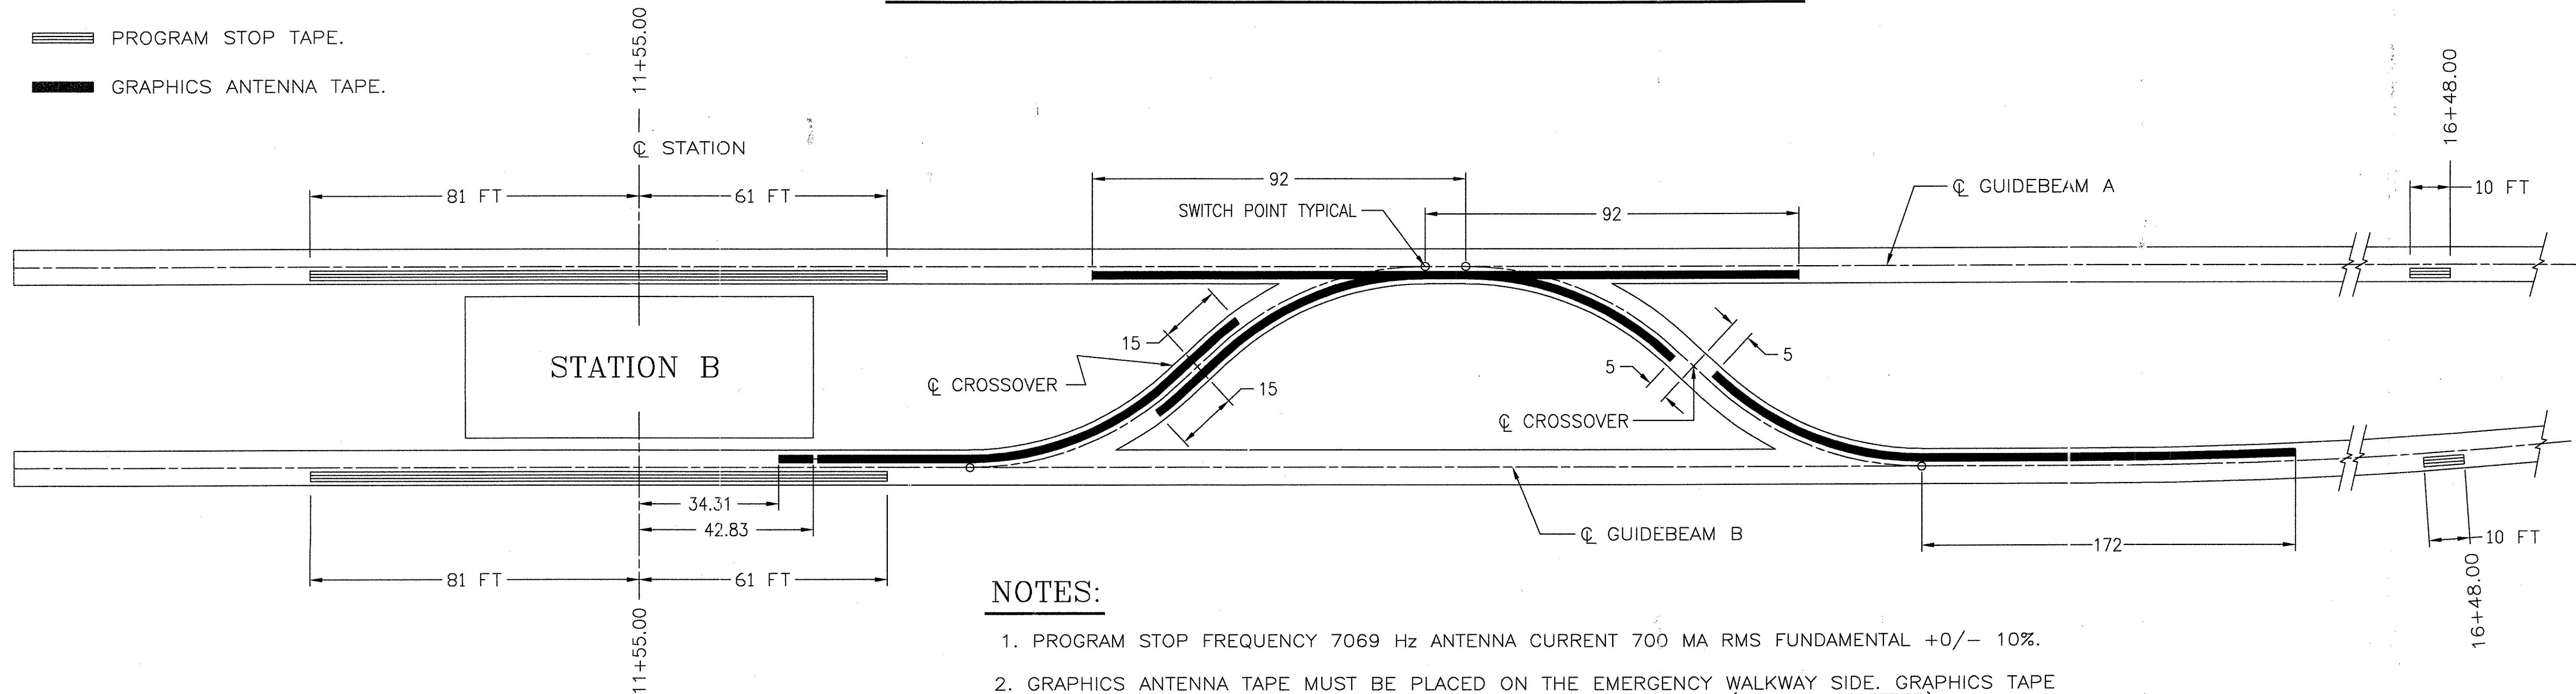 PROGRAM STOP TAPE.
GRAPHICS ANTENNA TAPE.
11+55.00
℄ STATION
81 FT
61 FT
92
SWITCH POINT TYPICAL
92
℄ GUIDEBEAM A
16+48.00
10 FT
STATION B
15
℄ CROSSOVER
15
5
5
℄ CROSSOVER
34.31
42.83
℄ GUIDEBEAM B
172
10 FT
81 FT
61 FT
11+55.00
16+48.00
NOTES:
1. PROGRAM STOP FREQUENCY 7069 Hz ANTENNA CURRENT 700 MA RMS FUNDAMENTAL +0/- 10%.
2. GRAPHICS ANTENNA TAPE MUST BE PLACED ON THE EMERGENCY WALKWAY SIDE. GRAPHICS TAPE